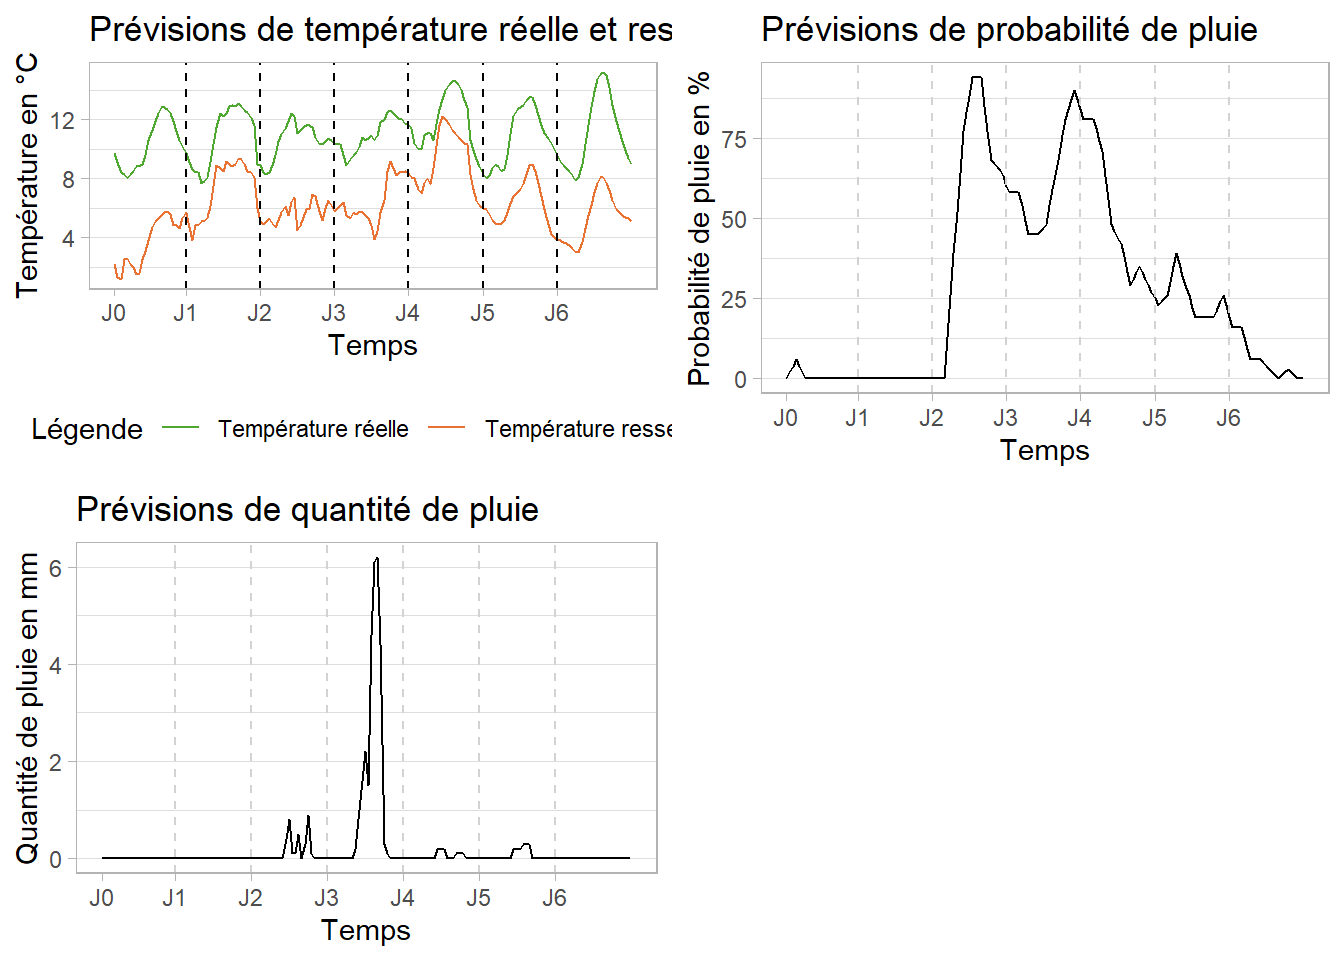 Prévisions de température réelle et res
Température en °C
12
8
4
J0 J1 J2 J3 J4 J5 J6
Temps
Légende Température réelle Température resse
Prévisions de probabilité de pluie
Probabilité de pluie en %
75
50
25
0
J0 J1 J2 J3 J4 J5 J6
Temps
Prévisions de quantité de pluie
Quantité de pluie en mm
6
4
2
0
J0 J1 J2 J3 J4 J5 J6
Temps